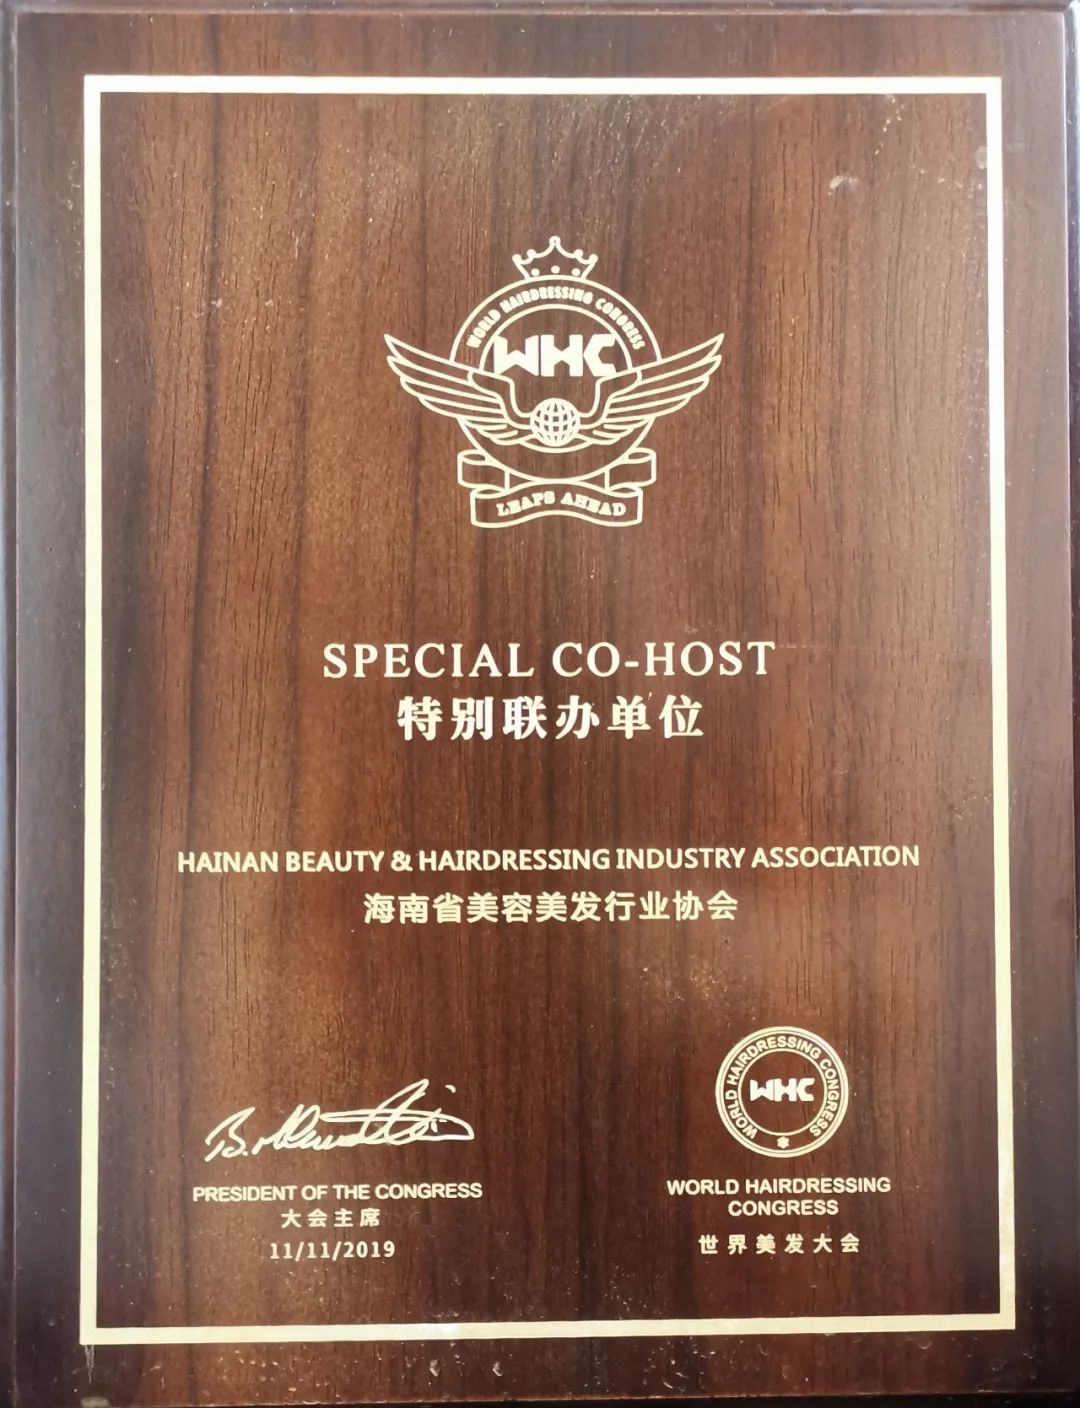 WORLD HAIRDRESSING CONGRESS
WHC
LEAPS AHEAD
SPECIAL CO-HOST
特别联办单位
HAINAN BEAUTY & HAIRDRESSING INDUSTRY ASSOCIATION
海南省美容美发行业协会
PRESIDENT OF THE CONGRESS
大会主席
11/11/2019
WORLD HAIRDRESSING CONGRESS
WHC
WORLD HAIRDRESSING
CONGRESS
世界美发大会